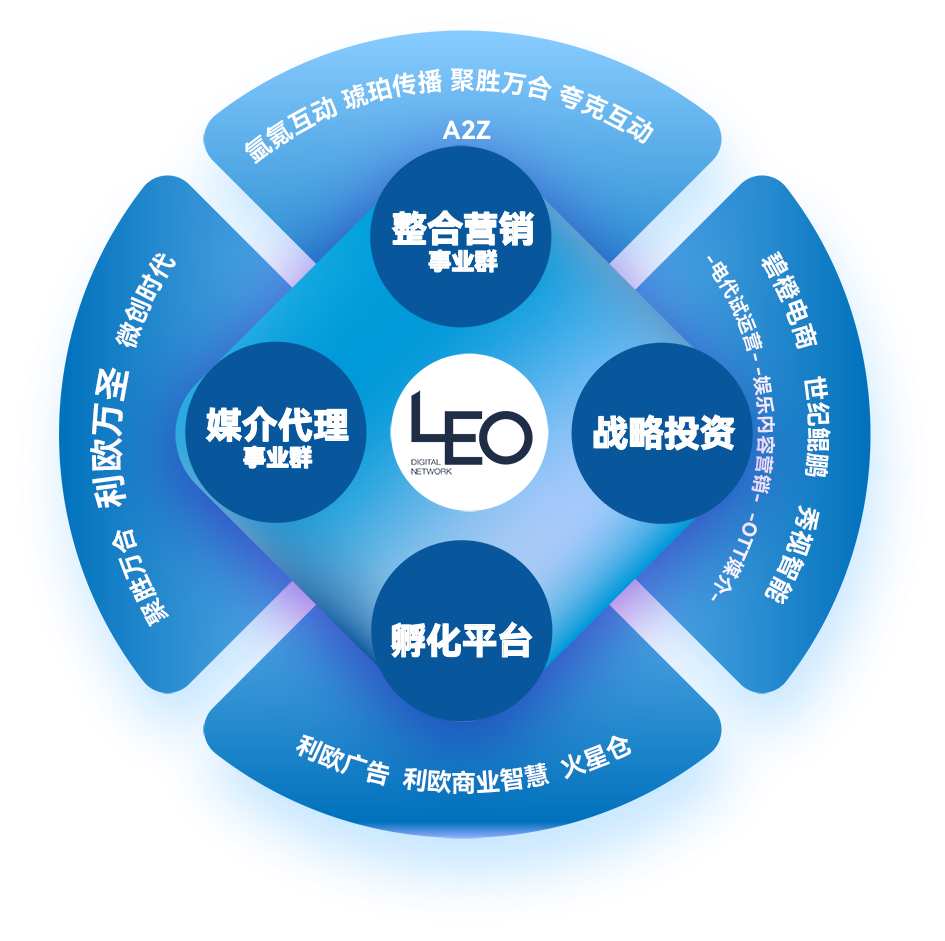 氩氪互动 琥珀传播 聚胜万合 夸克互动
A2Z
整合营销
事业群
微创时代
利欧万圣
聚胜万合
媒介代理
事业群
LEO
DIGITAL
NETWORK
战略投资
碧橙电商
-电代试运营-
世纪鲲鹏
-娱乐内容营销-
秀视智能
-OTT媒介-
孵化平台
利欧广告 利欧商业智慧 火星仓